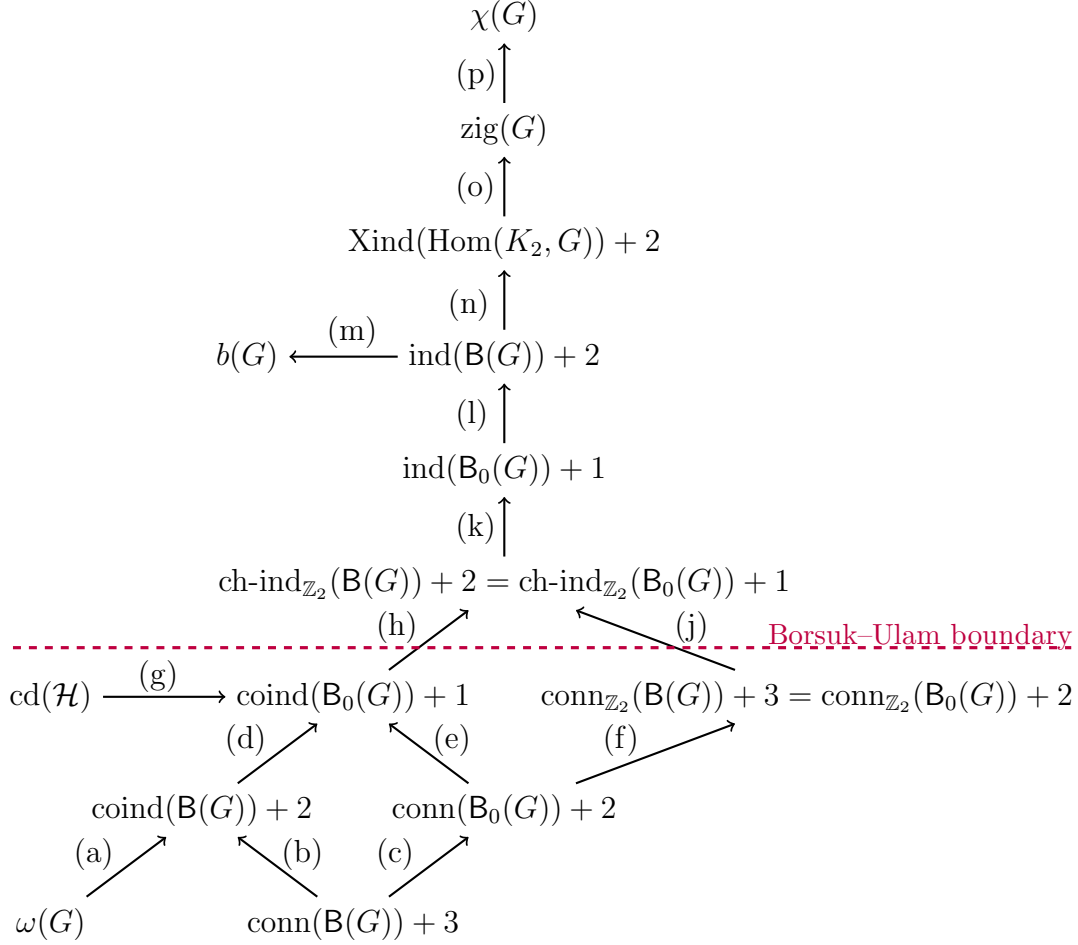 χ(G)
(p)
zig(G)
(o)
Xind(Hom(K₂, G)) + 2
(n)
(m)
b(G)
ind(B(G)) + 2
(l)
ind(B₀(G)) + 1
(k)
ch-ind_ℤ₂(B(G)) + 2 = ch-ind_ℤ₂(B₀(G)) + 1
(h)
(j)
Borsuk–Ulam boundary
cd(ℋ)
(g)
coind(B₀(G)) + 1
conn_ℤ₂(B(G)) + 3 = conn_ℤ₂(B₀(G)) + 2
(d)
(e)
(f)
coind(B(G)) + 2
conn(B₀(G)) + 2
(a)
(b)
(c)
ω(G)
conn(B(G)) + 3